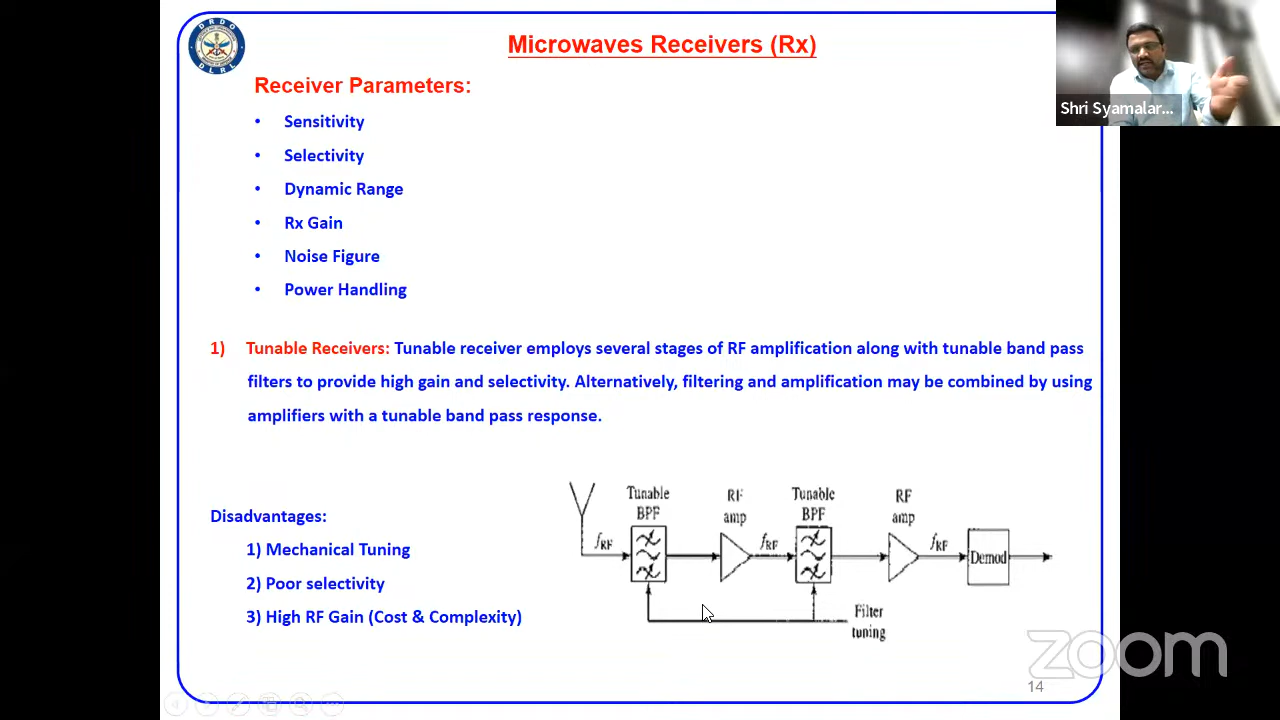 DRDO
DLRL
Microwaves Receivers (Rx)
Shri Syamalar...
Receiver Parameters:
• Sensitivity
• Selectivity
• Dynamic Range
• Rx Gain
• Noise Figure
• Power Handling
1) Tunable Receivers: Tunable receiver employs several stages of RF amplification along with tunable band pass
filters to provide high gain and selectivity. Alternatively, filtering and amplification may be combined by using
amplifiers with a tunable band pass response.
Disadvantages:
1) Mechanical Tuning
2) Poor selectivity
3) High RF Gain (Cost & Complexity)
Tunable
BPF
RF
amp
Tunable
BPF
RF
amp
fRF
fRF
fRF
Demod
Filter
tuning
zoom
14